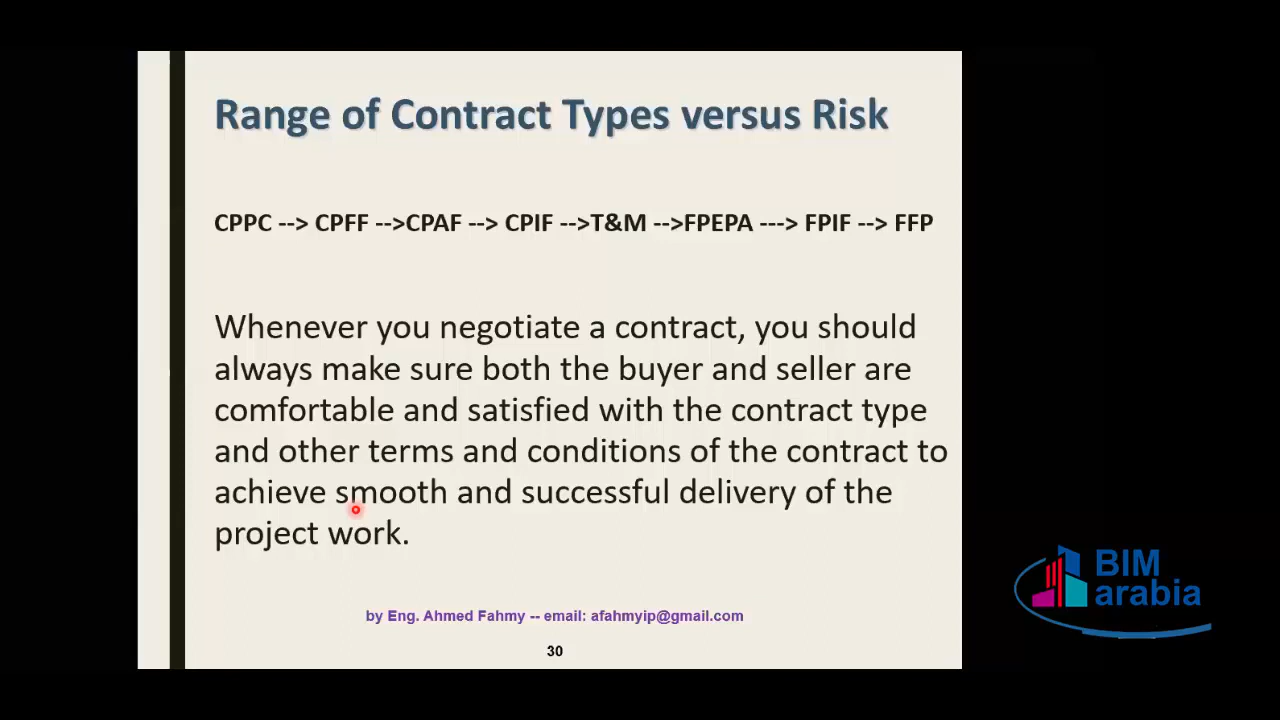 Range of Contract Types versus Risk
CPPC --> CPFF -->CPAF --> CPIF -->T&M -->FPEPA ---> FPIF --> FFP
Whenever you negotiate a contract, you should
always make sure both the buyer and seller are
comfortable and satisfied with the contract type
and other terms and conditions of the contract to
achieve smooth and successful delivery of the
project work.
by Eng. Ahmed Fahmy -- email: afahmyip@gmail.com
30
BIM
arabia